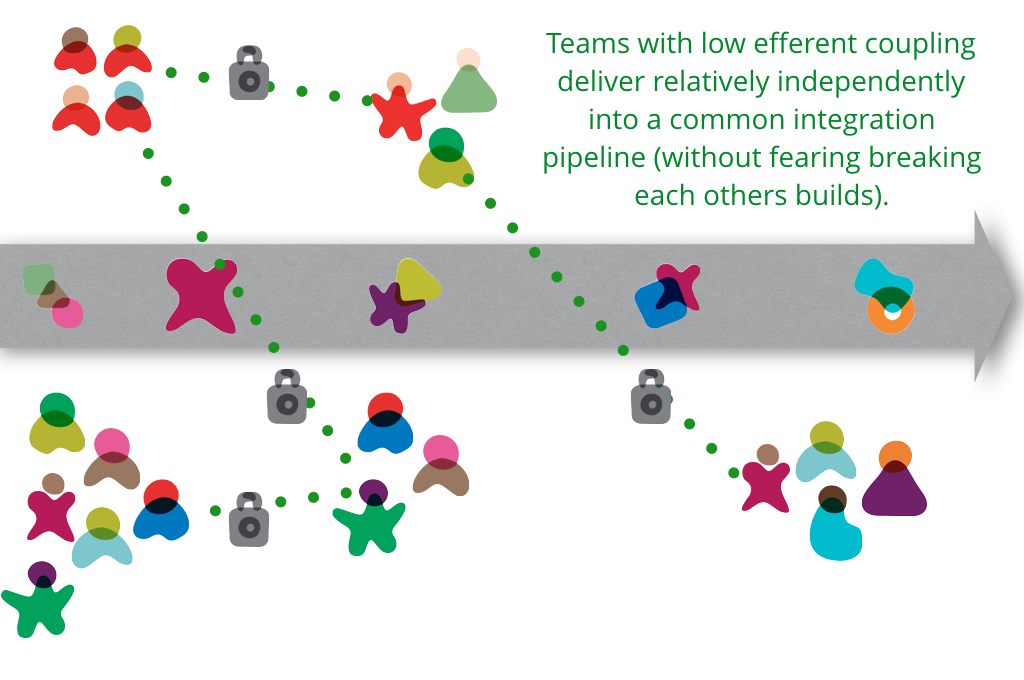 Teams with low efferent coupling
deliver relatively independently
into a common integration
pipeline (without fearing breaking
each others builds).